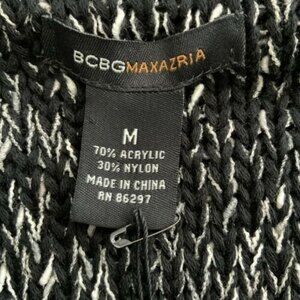 BCBGMAXAZRIA
M
70% ACRYLIC
30% NYLON
MADE IN CHINA
RN 86297